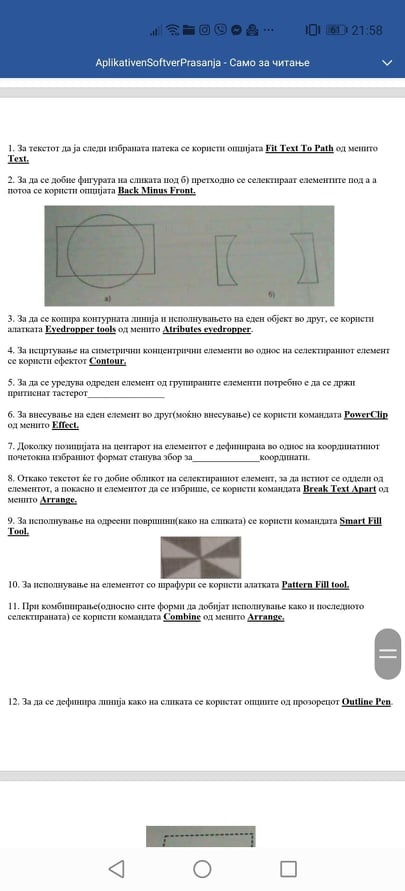 61 21:58
AplikativenSoftverPrasanja - Само за читање
1. За текстот да ја следи избраната патека се користи опцијата Fit Text To Path од менито
Text.
2. За да се добие фигурата на сликата под б) претходно се селектираат елементите под а а
потоа се користи опцијата Back Minus Front.
а)
б)
3. За да се копира контурната линија и исполнувањето на еден објект во друг, се користи
алатката Eyedropper tools од менито Atributes eyedropper.
4. За исцртување на симетрични концентрични елементи во однос на селектираниот елемент
се користи ефектот Contour.
5. За да се уредува одреден елемент од групираните елементи потребно е да се држи
притиснат тастерот
6. За внесување на еден елемент во друг(моќно внесување) се користи командата PowerClip
од менито Effect.
7. Доколку позицијата на центарот на елементот е дефинирана во однос на координатниот
почетокна избраниот формат станува збор за координати.
8. Откако текстот ќе го добие обликот на селектираниот елемент, за да истиот се оддели од
елементот, а покасно и елементот да се избрише, се користи командата Break Text Apart од
менито Arrange.
9. За исполнување на одреени површини(како на сликата) се користи командата Smart Fill
Tool.
10. За исполнување на елементот со шрафури се користи алатката Pattern Fill tool.
11. При комбинирање(односно сите форми да добијат исполнување како и последното
селектираната) се користи командата Combine од менито Arrange.
12. За да се дефинира линија како на сликата се користат опциите од прозорецот Outline Pen.